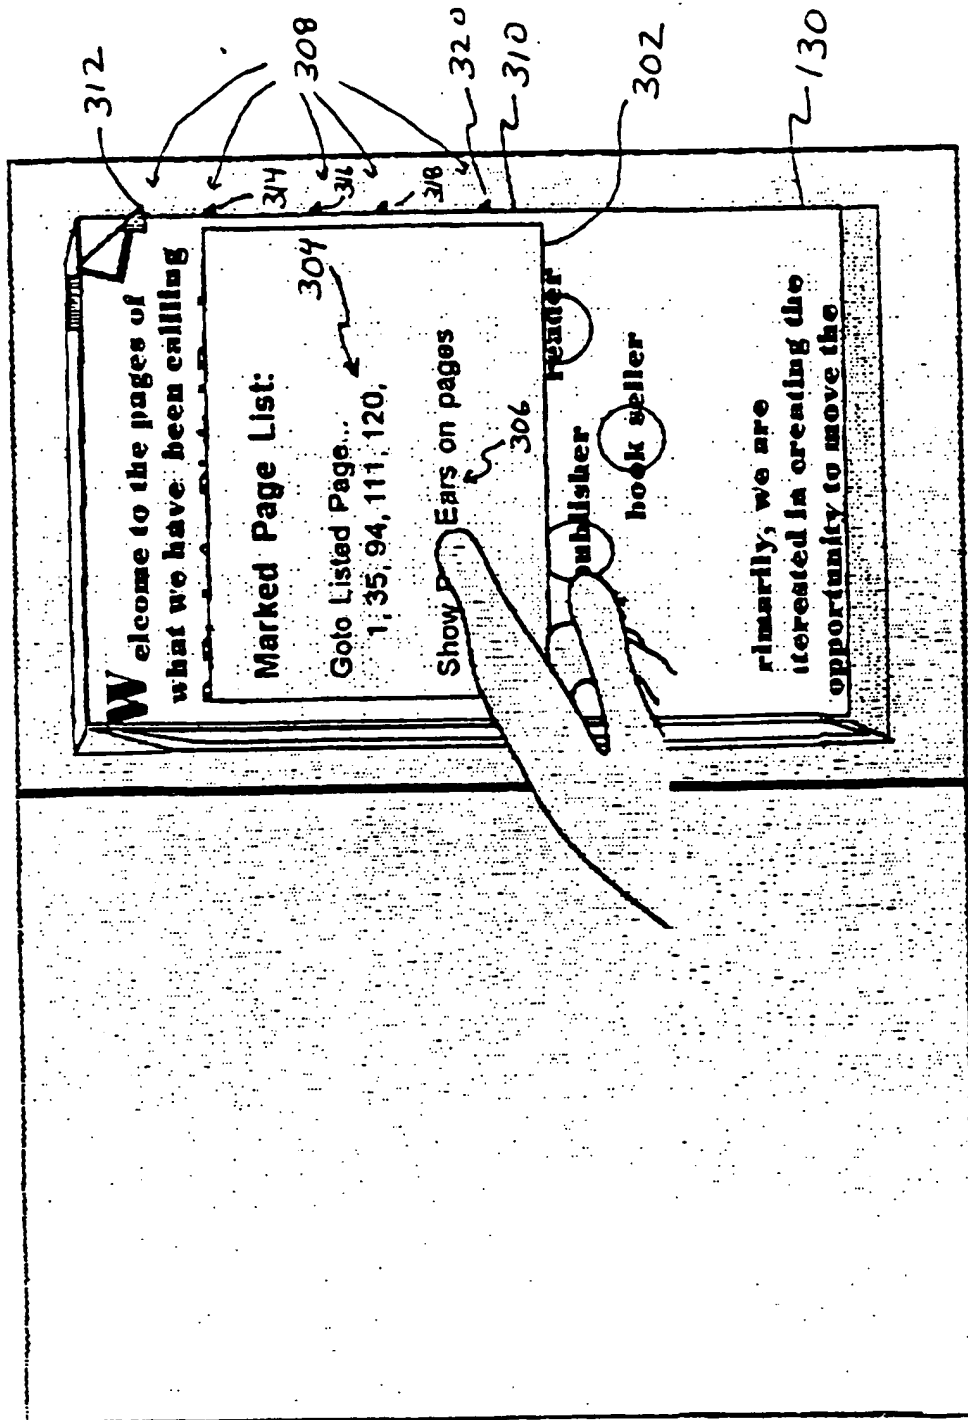 312
308
320
310
302
130
314
316
318
W
elcome to the pages of
what we have been calling
Marked Page List:
304
Goto Listed Page...
1, 35, 94, 111, 120,
Show Ears on pages
306
reader
publisher
book seller
rimarily, we are
terested in creating the
opportunity to move the